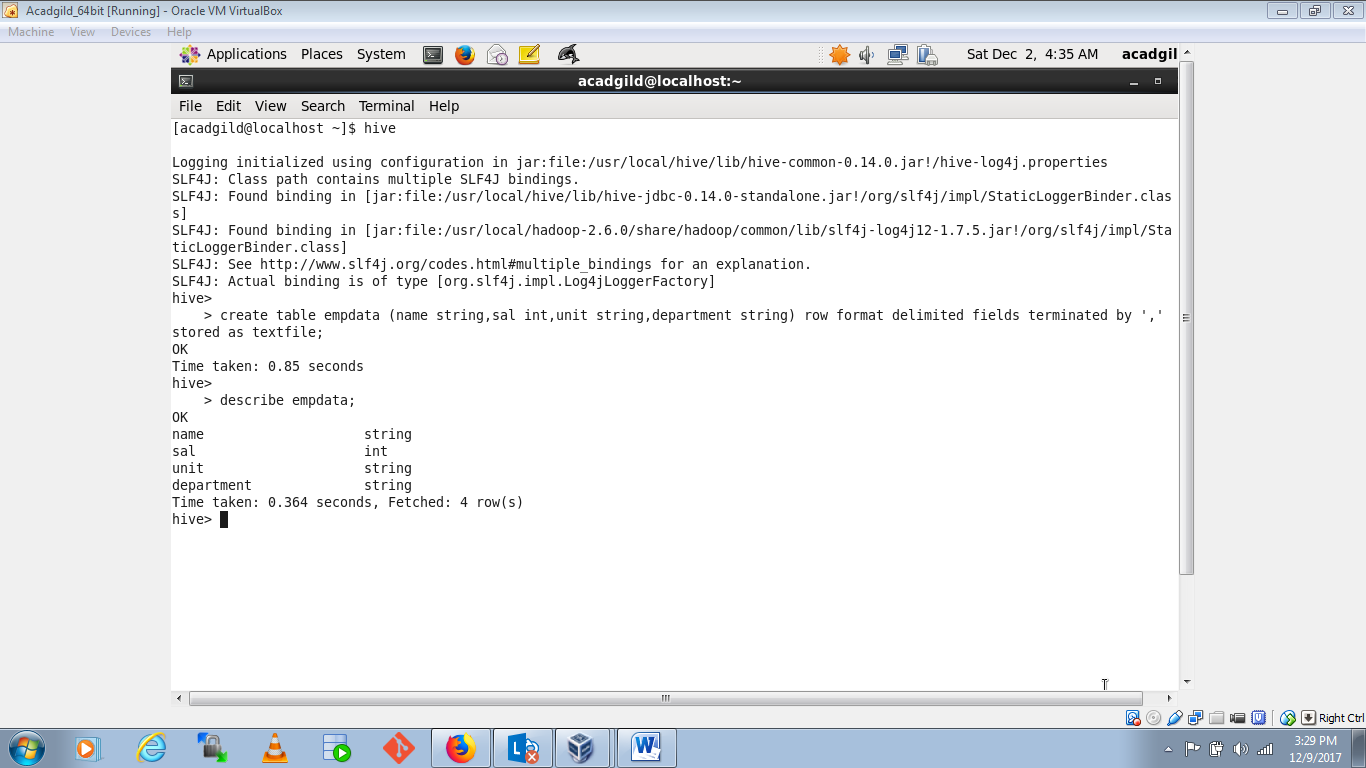 Acadgild_64bit [Running] - Oracle VM VirtualBox
Machine View Devices Help
Applications Places System Sat Dec 2, 4:35 AM acadgil
acadgild@localhost:~
File Edit View Search Terminal Help
[acadgild@localhost ~]$ hive
Logging initialized using configuration in jar:file:/usr/local/hive/lib/hive-common-0.14.0.jar!/hive-log4j.properties
SLF4J: Class path contains multiple SLF4J bindings.
SLF4J: Found binding in [jar:file:/usr/local/hive/lib/hive-jdbc-0.14.0-standalone.jar!/org/slf4j/impl/StaticLoggerBinder.clas
s]
SLF4J: Found binding in [jar:file:/usr/local/hadoop-2.6.0/share/hadoop/common/lib/slf4j-log4j12-1.7.5.jar!/org/slf4j/impl/Sta
ticLoggerBinder.class]
SLF4J: See http://www.slf4j.org/codes.html#multiple_bindings for an explanation.
SLF4J: Actual binding is of type [org.slf4j.impl.Log4jLoggerFactory]
hive>
    > create table empdata (name string,sal int,unit string,department string) row format delimited fields terminated by ','
stored as textfile;
OK
Time taken: 0.85 seconds
hive>
    > describe empdata;
OK
name                    string
sal                     int
unit                    string
department              string
Time taken: 0.364 seconds, Fetched: 4 row(s)
hive>
Right Ctrl
3:29 PM
12/9/2017